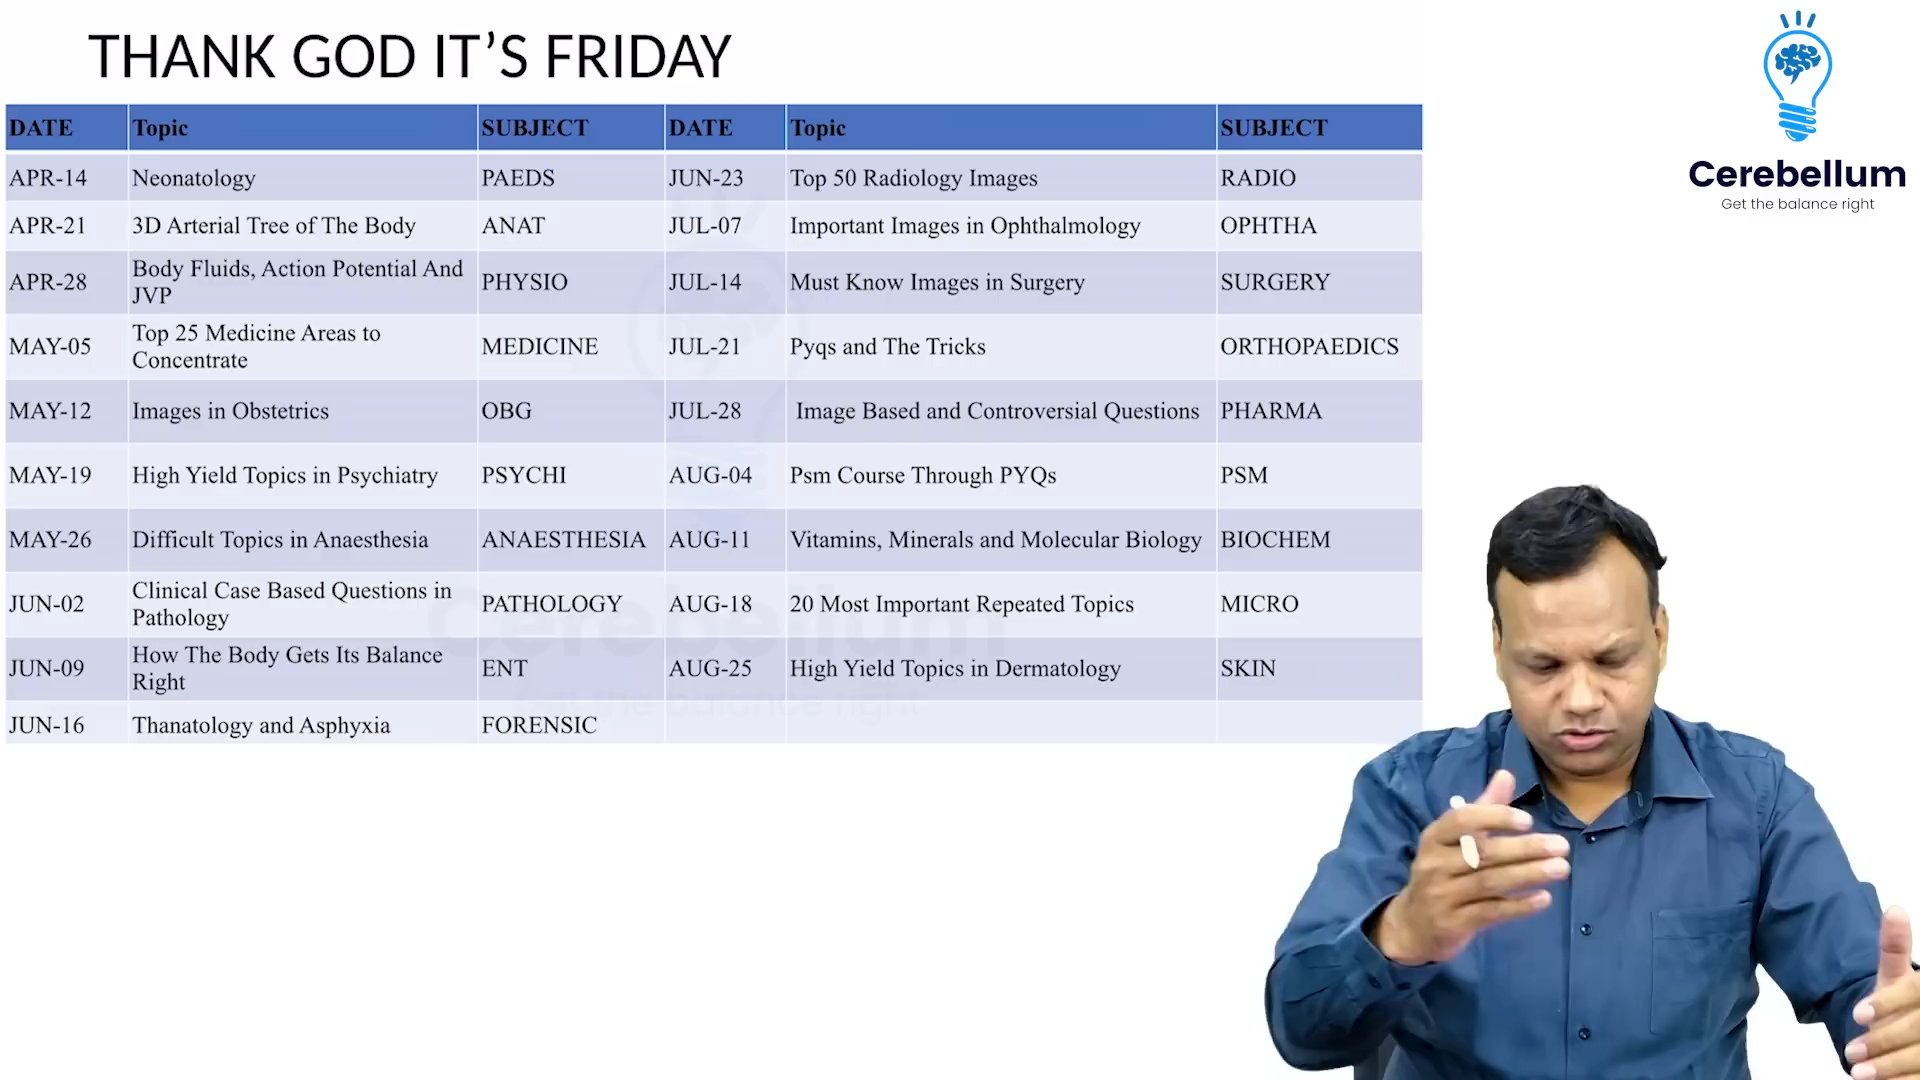 THANK GOD IT’S FRIDAY
DATE Topic SUBJECT DATE Topic SUBJECT
APR-14 Neonatology PAEDS JUN-23 Top 50 Radiology Images RADIO
APR-21 3D Arterial Tree of The Body ANAT JUL-07 Important Images in Ophthalmology OPHTHA
APR-28 Body Fluids, Action Potential And
JVP PHYSIO JUL-14 Must Know Images in Surgery SURGERY
MAY-05 Top 25 Medicine Areas to
Concentrate MEDICINE JUL-21 Pyqs and The Tricks ORTHOPAEDICS
MAY-12 Images in Obstetrics OBG JUL-28 Image Based and Controversial Questions PHARMA
MAY-19 High Yield Topics in Psychiatry PSYCHI AUG-04 Psm Course Through PYQs PSM
MAY-26 Difficult Topics in Anaesthesia ANAESTHESIA AUG-11 Vitamins, Minerals and Molecular Biology BIOCHEM
JUN-02 Clinical Case Based Questions in
Pathology PATHOLOGY AUG-18 20 Most Important Repeated Topics MICRO
JUN-09 How The Body Gets Its Balance
Right ENT AUG-25 High Yield Topics in Dermatology SKIN
JUN-16 Thanatology and Asphyxia FORENSIC
Cerebellum
Get the balance right
Cerebellum
Get the balance right